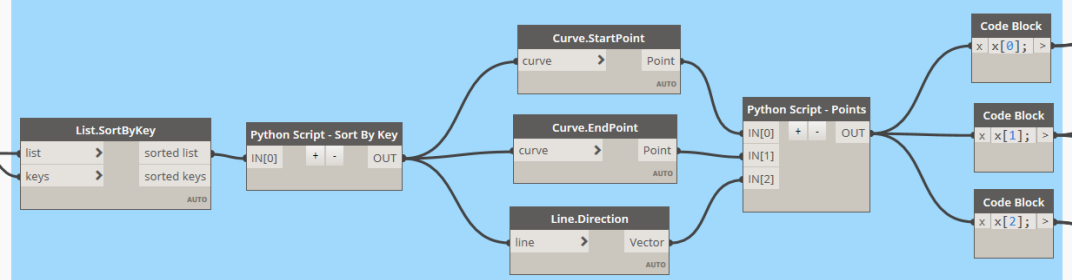 List.SortByKey
list > sorted list
keys > sorted keys
AUTO
Python Script - Sort By Key
IN[0] + - OUT
Curve.StartPoint
curve > Point
AUTO
Curve.EndPoint
curve > Point
AUTO
Line.Direction
line > Vector
AUTO
Python Script - Points
IN[0] + - OUT
IN[1]
IN[2]
Code Block
x x[0]; >
Code Block
x x[1]; >
Code Block
x x[2]; >